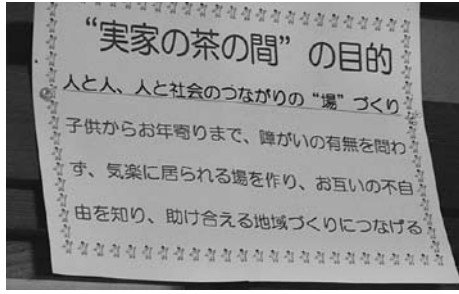 “実家の茶の間”の目的
人と人、人と社会のつながりの“場”づくり
子供からお年寄りまで、障がいの有無を問わ
ず、気楽に居られる場を作り、お互いの不自
由を知り、助け合える地域づくりにつなげる